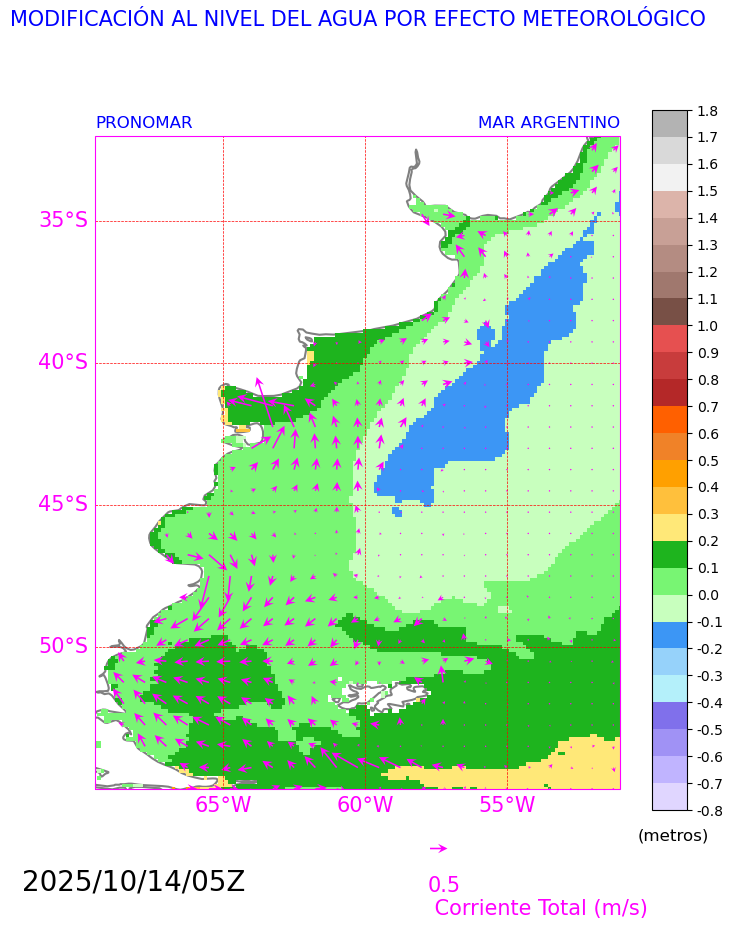 MODIFICACIÓN AL NIVEL DEL AGUA POR EFECTO METEOROLÓGICO
PRONOMAR
MAR ARGENTINO
35°S
40°S
45°S
50°S
65°W
60°W
55°W
1.8
1.7
1.6
1.5
1.4
1.3
1.2
1.1
1.0
0.9
0.8
0.7
0.6
0.5
0.4
0.3
0.2
0.1
0.0
-0.1
-0.2
-0.3
-0.4
-0.5
-0.6
-0.7
-0.8
(metros)
2025/10/14/05Z
0.5
Corriente Total (m/s)